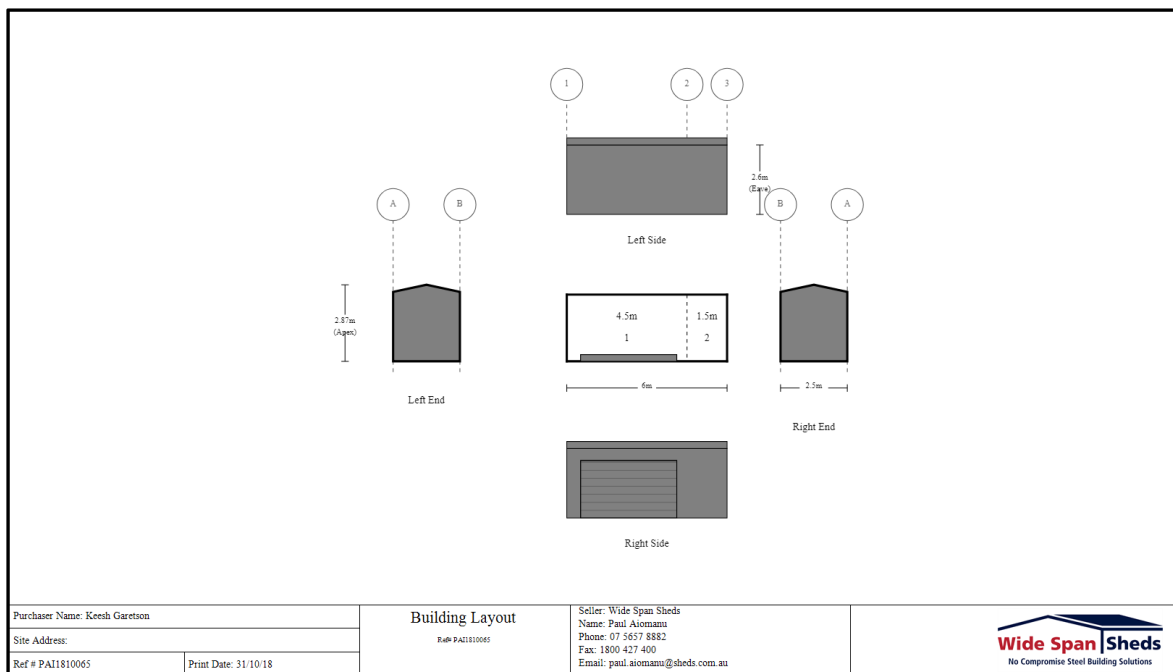 1
2
3
2.6m
(Eave)
Left Side
A
B
B
A
2.87m
(Apex)
4.5m
1
1.5m
2
6m
2.5m
Left End
Right End
Right Side
Purchaser Name: Keesh Garetson
Site Address:
Ref # PAI1810065
Print Date: 31/10/18
Building Layout
Ref# PAI1810065
Seller: Wide Span Sheds
Name: Paul Aiomanu
Phone: 07 5657 8882
Fax: 1800 427 400
Email: paul.aiomanu@sheds.com.au
Wide Span Sheds
No Compromise Steel Building Solutions